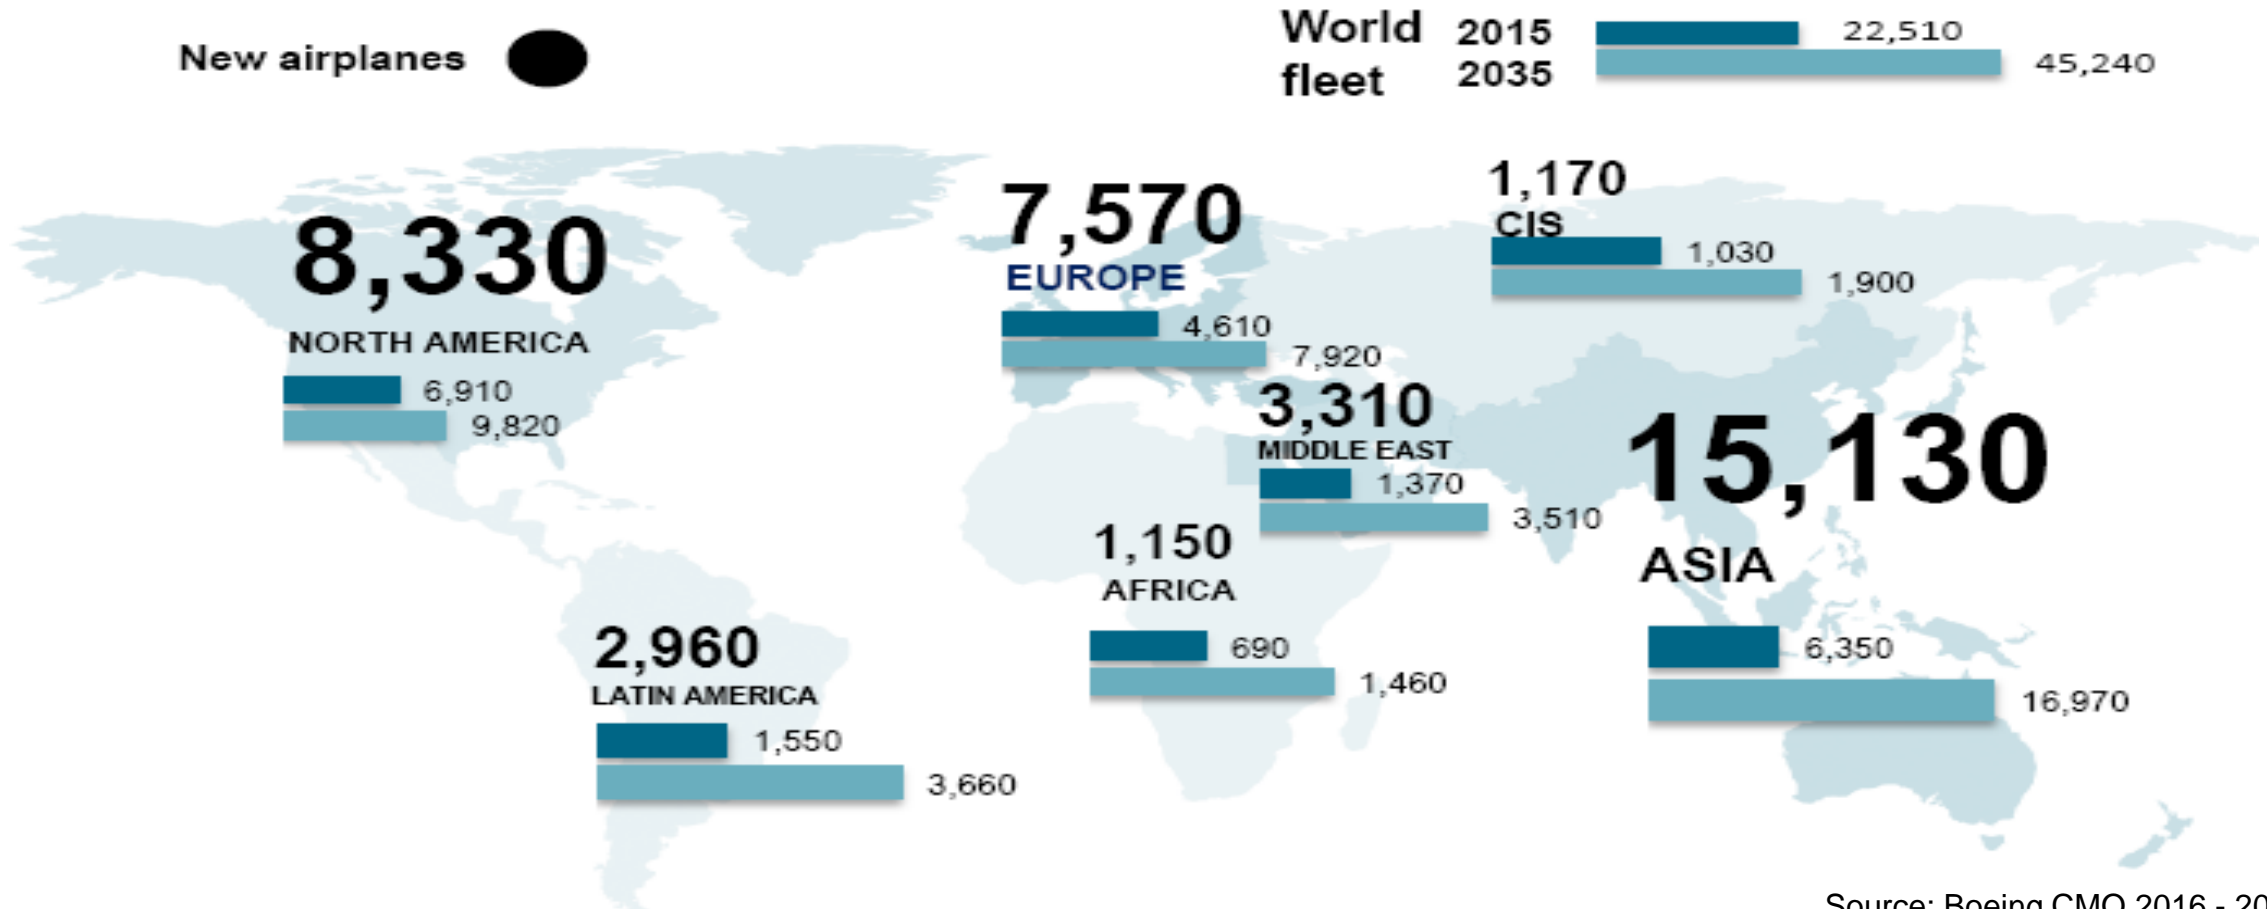 New airplanes
World fleet
2015 22,510
2035 45,240
8,330
NORTH AMERICA
6,910
9,820
7,570
EUROPE
4,610
7,920
1,170
CIS
1,030
1,900
3,310
MIDDLE EAST
1,370
3,510
15,130
ASIA
6,350
16,970
1,150
AFRICA
690
1,460
2,960
LATIN AMERICA
1,550
3,660
Source: Boeing CMO 2016 - 20